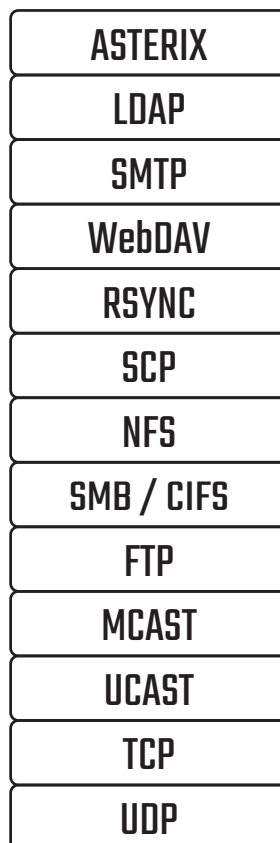 ASTERIX
LDAP
SMTP
WebDAV
RSYNC
SCP
NFS
SMB / CIFS
FTP
MCAST
UCAST
TCP
UDP